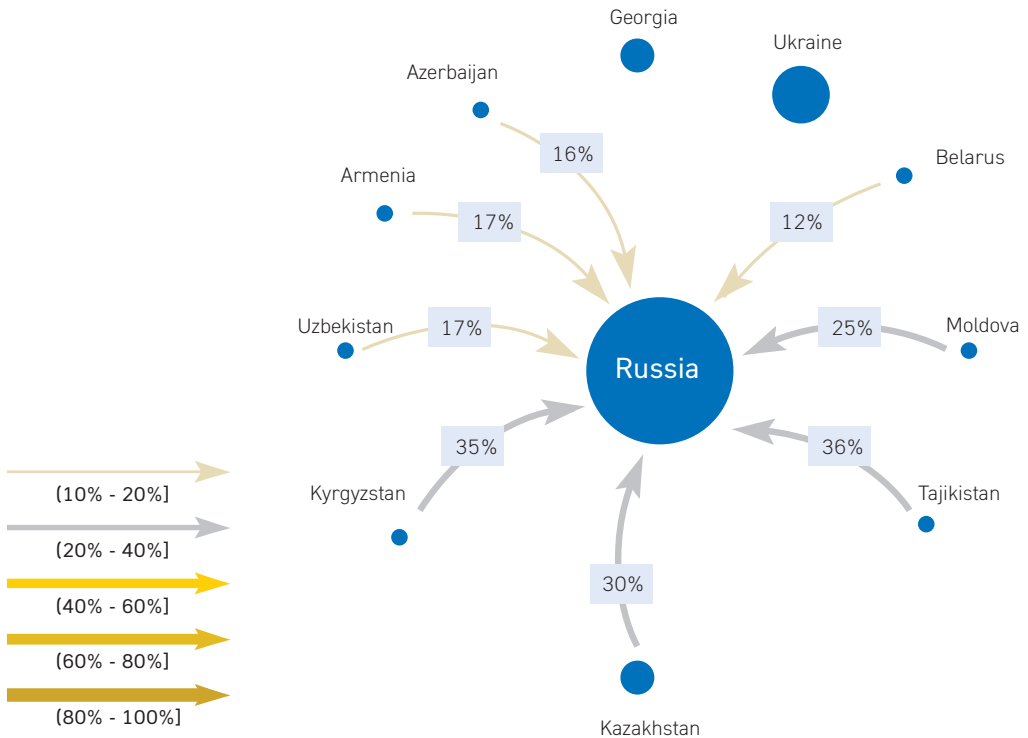 Georgia
Ukraine
Azerbaijan
16%
Belarus
Armenia
17%
12%
Uzbekistan
17%
25%
Moldova
Russia
35%
36%
(10% - 20%]
Kyrgyzstan
Tajikistan
(20% - 40%]
30%
(40% - 60%]
(60% - 80%]
(80% - 100%]
Kazakhstan